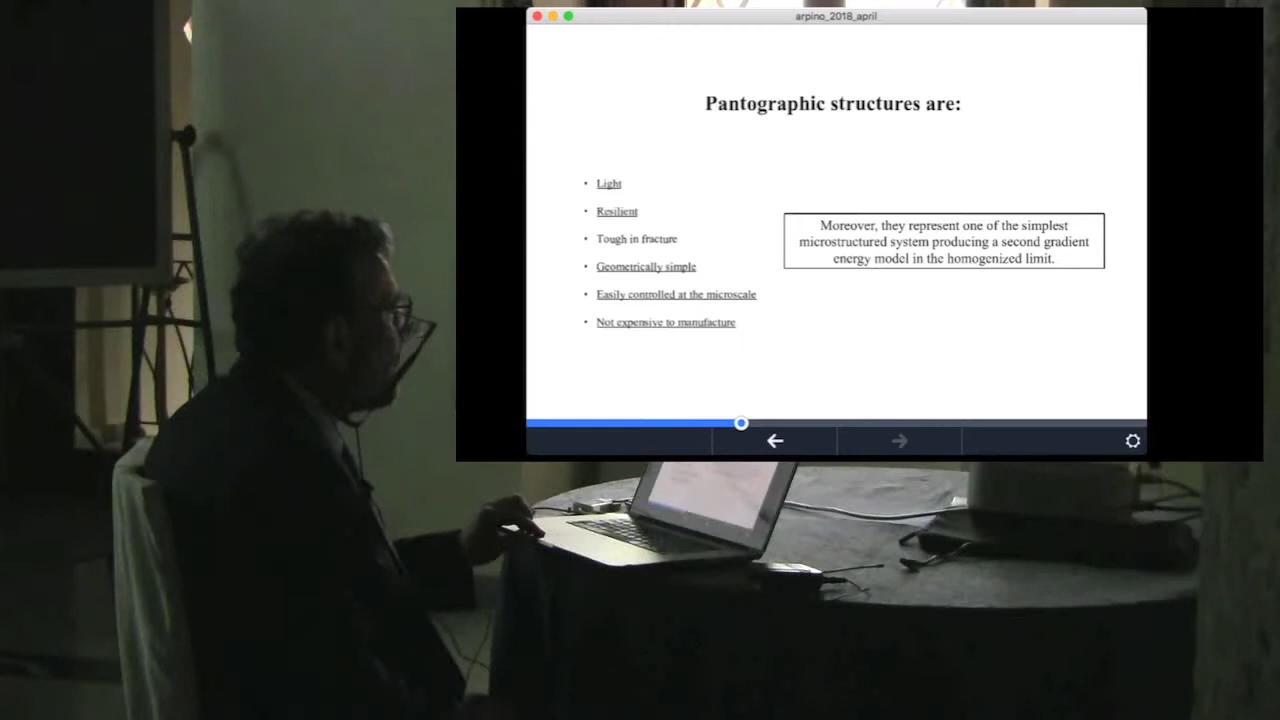 arpino_2018_april
Pantographic structures are:
• Light
• Resilient
• Tough in fracture
• Geometrically simple
• Easily controlled at the microscale
• Not expensive to manufacture
Moreover, they represent one of the simplest
microstructured system producing a second gradient
energy model in the homogenized limit.